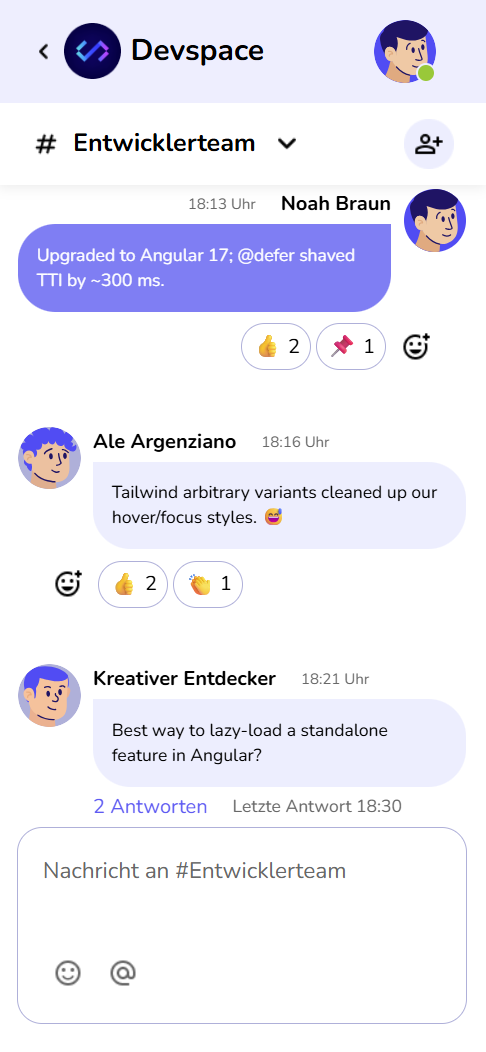 Devspace
# Entwicklerteam
18:13 Uhr Noah Braun
Upgraded to Angular 17; @defer shaved
TTI by ~300 ms.
👍 2 📌 1
Ale Argenziano 18:16 Uhr
Tailwind arbitrary variants cleaned up our
hover/focus styles. 😅
👍 2 👏 1
Kreativer Entdecker 18:21 Uhr
Best way to lazy-load a standalone
feature in Angular?
2 Antworten Letzte Antwort 18:30
Nachricht an #Entwicklerteam